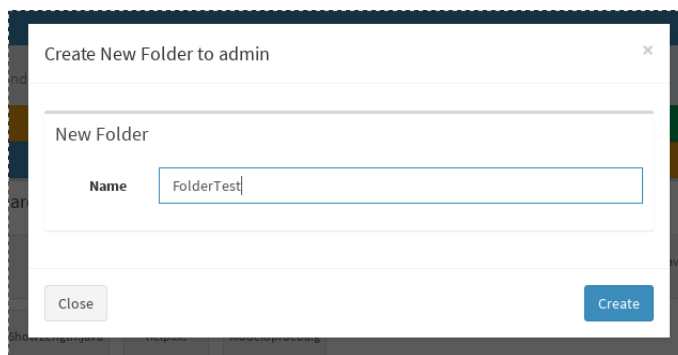 Create New Folder to admin
×
New Folder
Name
FolderTest
Close
Create